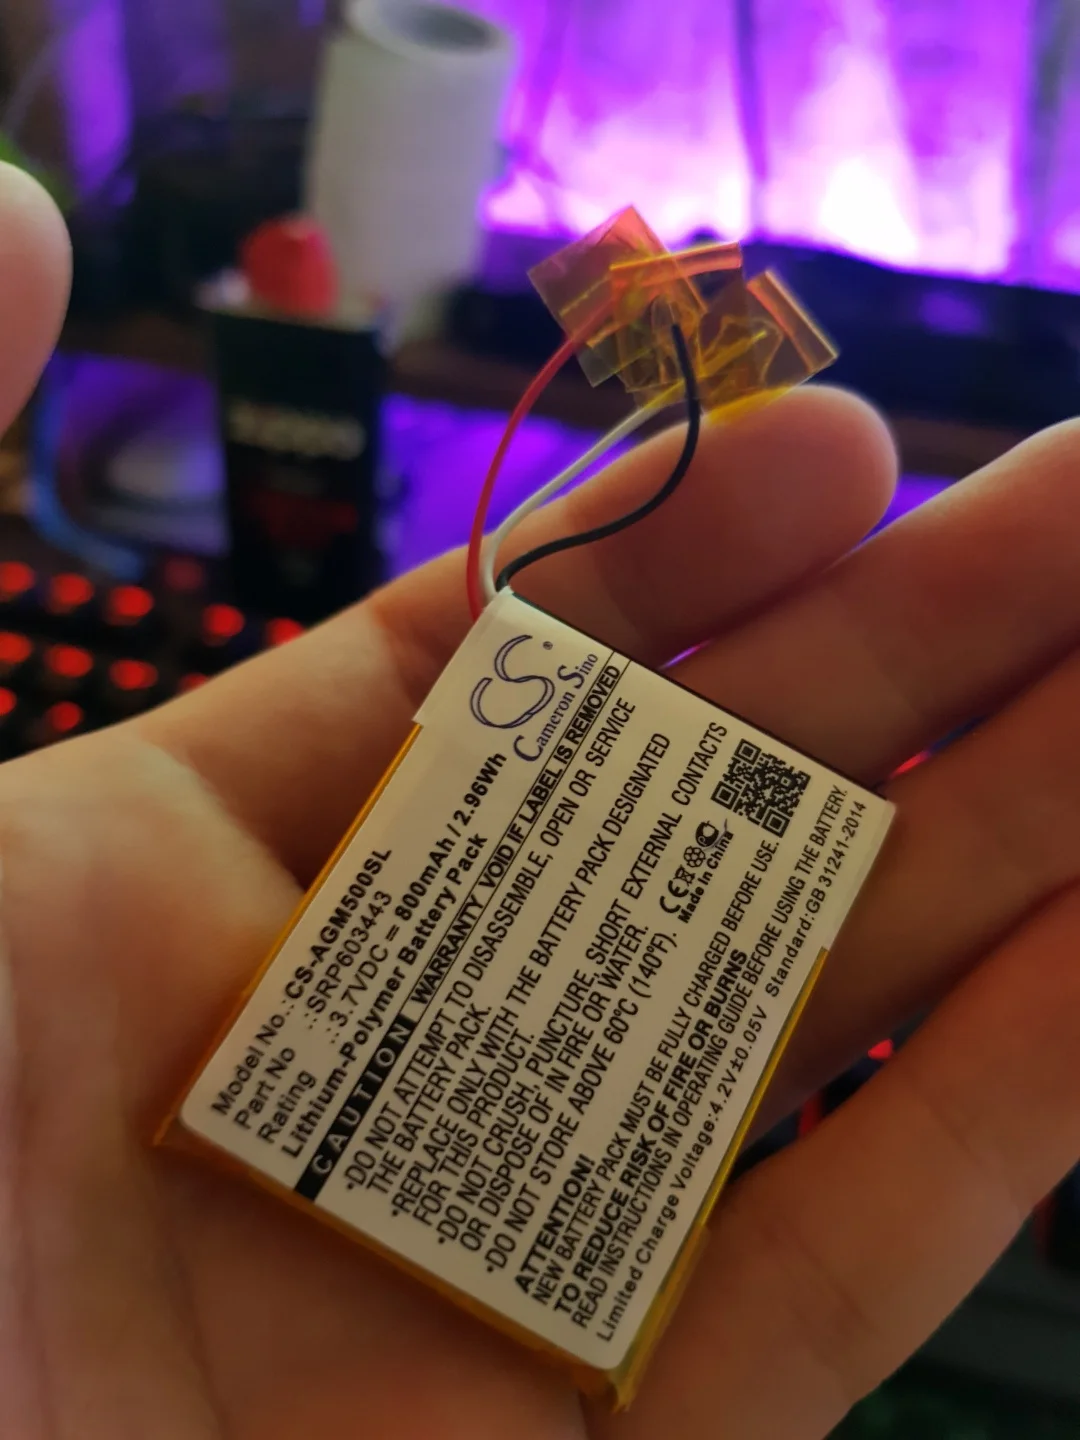 CS®
Cameron Sino
Model No.:CS-AGM500SL
Part No :SRP603443
Rating :3.7VDC = 800mAh / 2.96Wh
Lithium-Polymer Battery Pack
CAUTION WARRANTY VOID IF LABEL IS REMOVED
*DO NOT ATTEMPT TO DISASSEMBLE, OPEN OR SERVICE
THE BATTERY PACK.
*REPLACE ONLY WITH THE BATTERY PACK DESIGNATED
FOR THIS PRODUCT.
*DO NOT CRUSH, PUNCTURE, SHORT EXTERNAL CONTACTS
OR DISPOSE OF IN FIRE OR WATER.
*DO NOT STORE ABOVE 60°C (140°F).
CE
Made in China
ATTENTION!
NEW BATTERY PACK MUST BE FULLY CHARGED BEFORE USE.
TO REDUCE RISK OF FIRE OR BURNS
READ INSTRUCTIONS IN OPERATING GUIDE BEFORE USING THE BATTERY.
Limited Charge Voltage:4.2V±0.05V Standard:GB 31241-2014